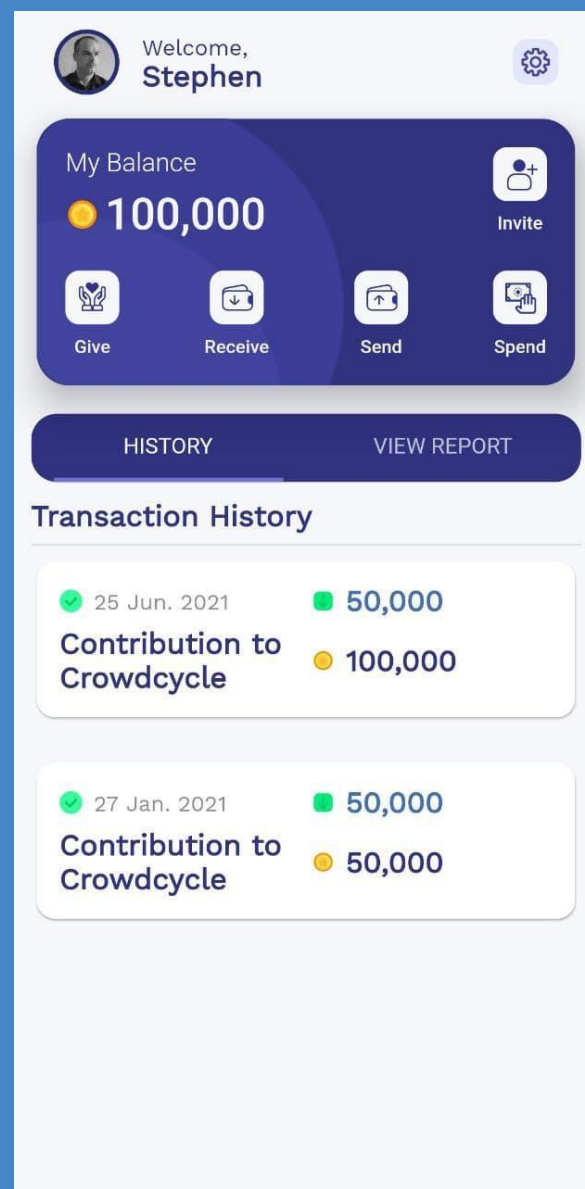 Welcome,
Stephen
My Balance
100,000
Invite
Give
Receive
Send
Spend
HISTORY
VIEW REPORT
Transaction History
25 Jun. 2021
50,000
Contribution to
Crowdcycle
100,000
27 Jan. 2021
50,000
Contribution to
Crowdcycle
50,000